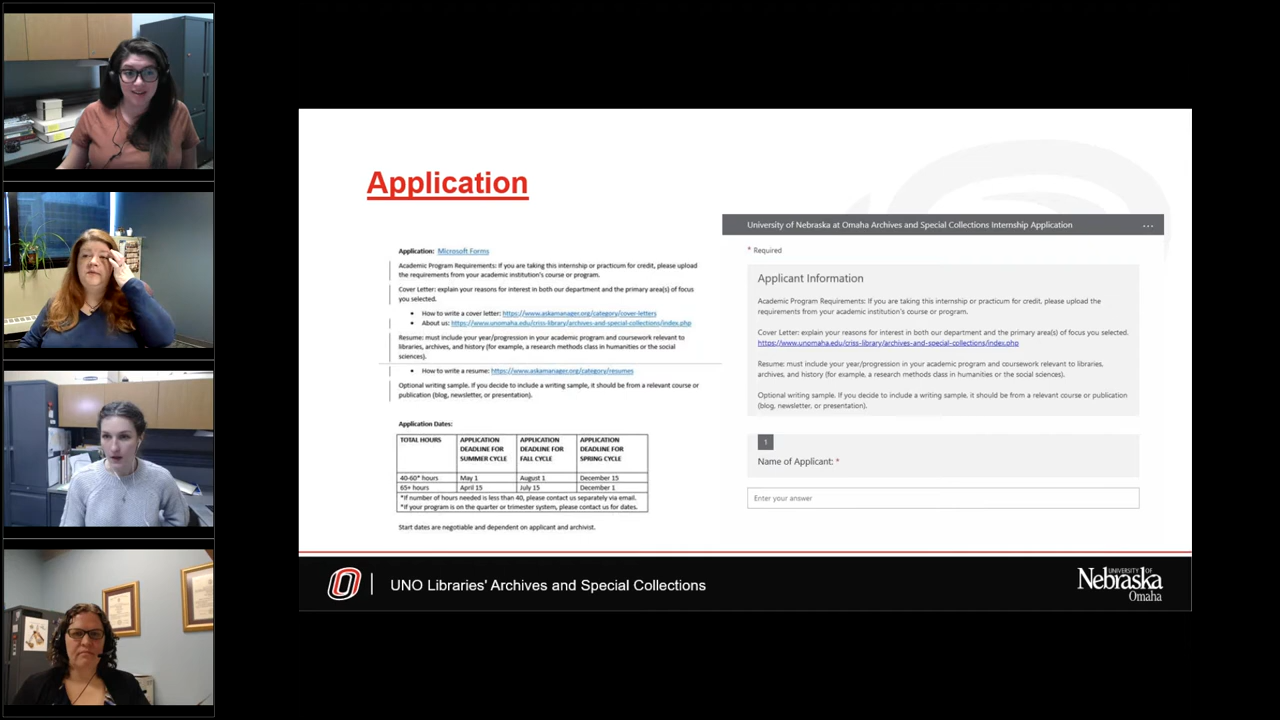 Application
Application: Microsoft Forms
Academic Program Requirements: If you are taking this internship or practicum for credit, please upload
the requirements from your academic institution's course or program.
Cover Letter: explain your reasons for interest in both our department and the primary area(s) of focus
you selected.
• How to write a cover letter: https://www.askamanager.org/category/cover-letters
• About us: https://www.unomaha.edu/criss-library/archives-and-special-collections/index.php
Resume: must include your year/progression in your academic program and coursework relevant to
libraries, archives, and history (for example, a research methods class in humanities or the social
sciences).
• How to write a resume: https://www.askamanager.org/category/resumes
Optional writing sample. If you decide to include a writing sample, it should be from a relevant course or
publication (blog, newsletter, or presentation).
Application Dates:
TOTAL HOURS APPLICATION DEADLINE FOR SUMMER CYCLE APPLICATION DEADLINE FOR FALL CYCLE APPLICATION DEADLINE FOR SPRING CYCLE
40-60* hours May 1 August 1 December 15
65+ hours April 15 July 15 December 1
*If number of hours needed is less than 40, please contact us separately via email.
*If your program is on the quarter or trimester system, please contact us for dates.
Start dates are negotiable and dependent on applicant and archivist.
University of Nebraska at Omaha Archives and Special Collections Internship Application ...
* Required
Applicant Information
Academic Program Requirements: If you are taking this internship or practicum for credit, please upload the
requirements from your academic institution's course or program.
Cover Letter: explain your reasons for interest in both our department and the primary area(s) of focus you selected.
https://www.unomaha.edu/criss-library/archives-and-special-collections/index.php
Resume: must include your year/progression in your academic program and coursework relevant to libraries,
archives, and history (for example, a research methods class in humanities or the social sciences).
Optional writing sample. If you decide to include a writing sample, it should be from a relevant course or publication
(blog, newsletter, or presentation).
1
Name of Applicant: *
Enter your answer
O
UNO Libraries' Archives and Special Collections
UNIVERSITY OF
Nebraska
Omaha